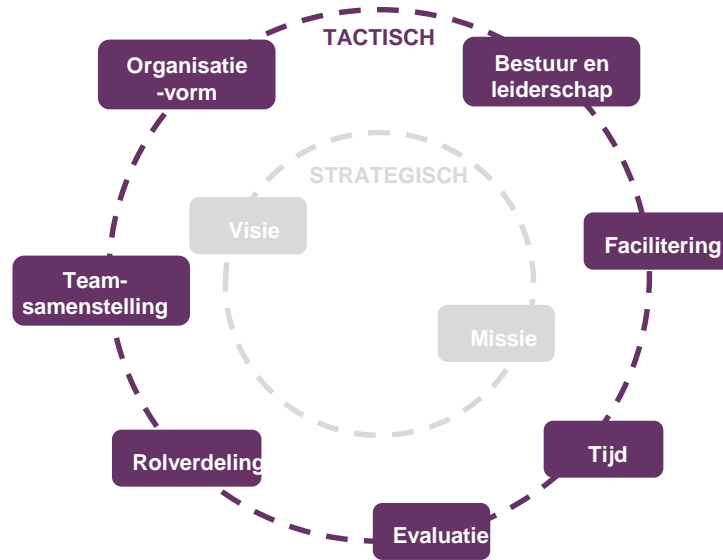 TACTISCH
Organisatie
-vorm
Bestuur en
leiderschap
STRATEGISCH
Visie
Facilitering
Team-
samenstelling
Missie
Rolverdeling
Tijd
Evaluatie